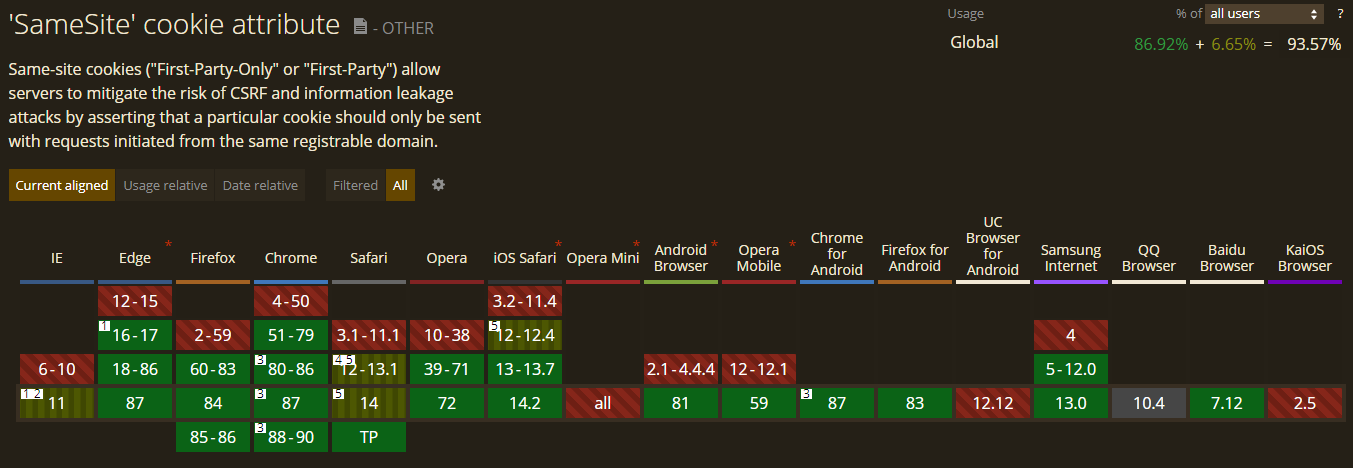 'SameSite' cookie attribute - OTHER
Usage % of all users ?
Global 86.92% + 6.65% = 93.57%
Same-site cookies ("First-Party-Only" or "First-Party") allow
servers to mitigate the risk of CSRF and information leakage
attacks by asserting that a particular cookie should only be sent
with requests initiated from the same registrable domain.
Current aligned Usage relative Date relative Filtered All
IE
Edge *
Firefox
Chrome
Safari
Opera
iOS Safari *
Opera Mini *
Android * Browser
Opera * Mobile
Chrome for Android
Firefox for Android
UC Browser for Android
Samsung Internet
QQ Browser
Baidu Browser
KaiOS Browser
12-15 4-50 3.2-11.4
1 16-17 2-59 51-79 3.1-11.1 10-38 5 12-12.4 4
6-10 18-86 60-83 3 80-86 4 5 12-13.1 39-71 13-13.7 2.1-4.4.4 12-12.1 5-12.0
1 2 11 87 84 3 87 5 14 72 14.2 all 81 59 3 87 83 12.12 13.0 10.4 7.12 2.5
85-86 3 88-90 TP